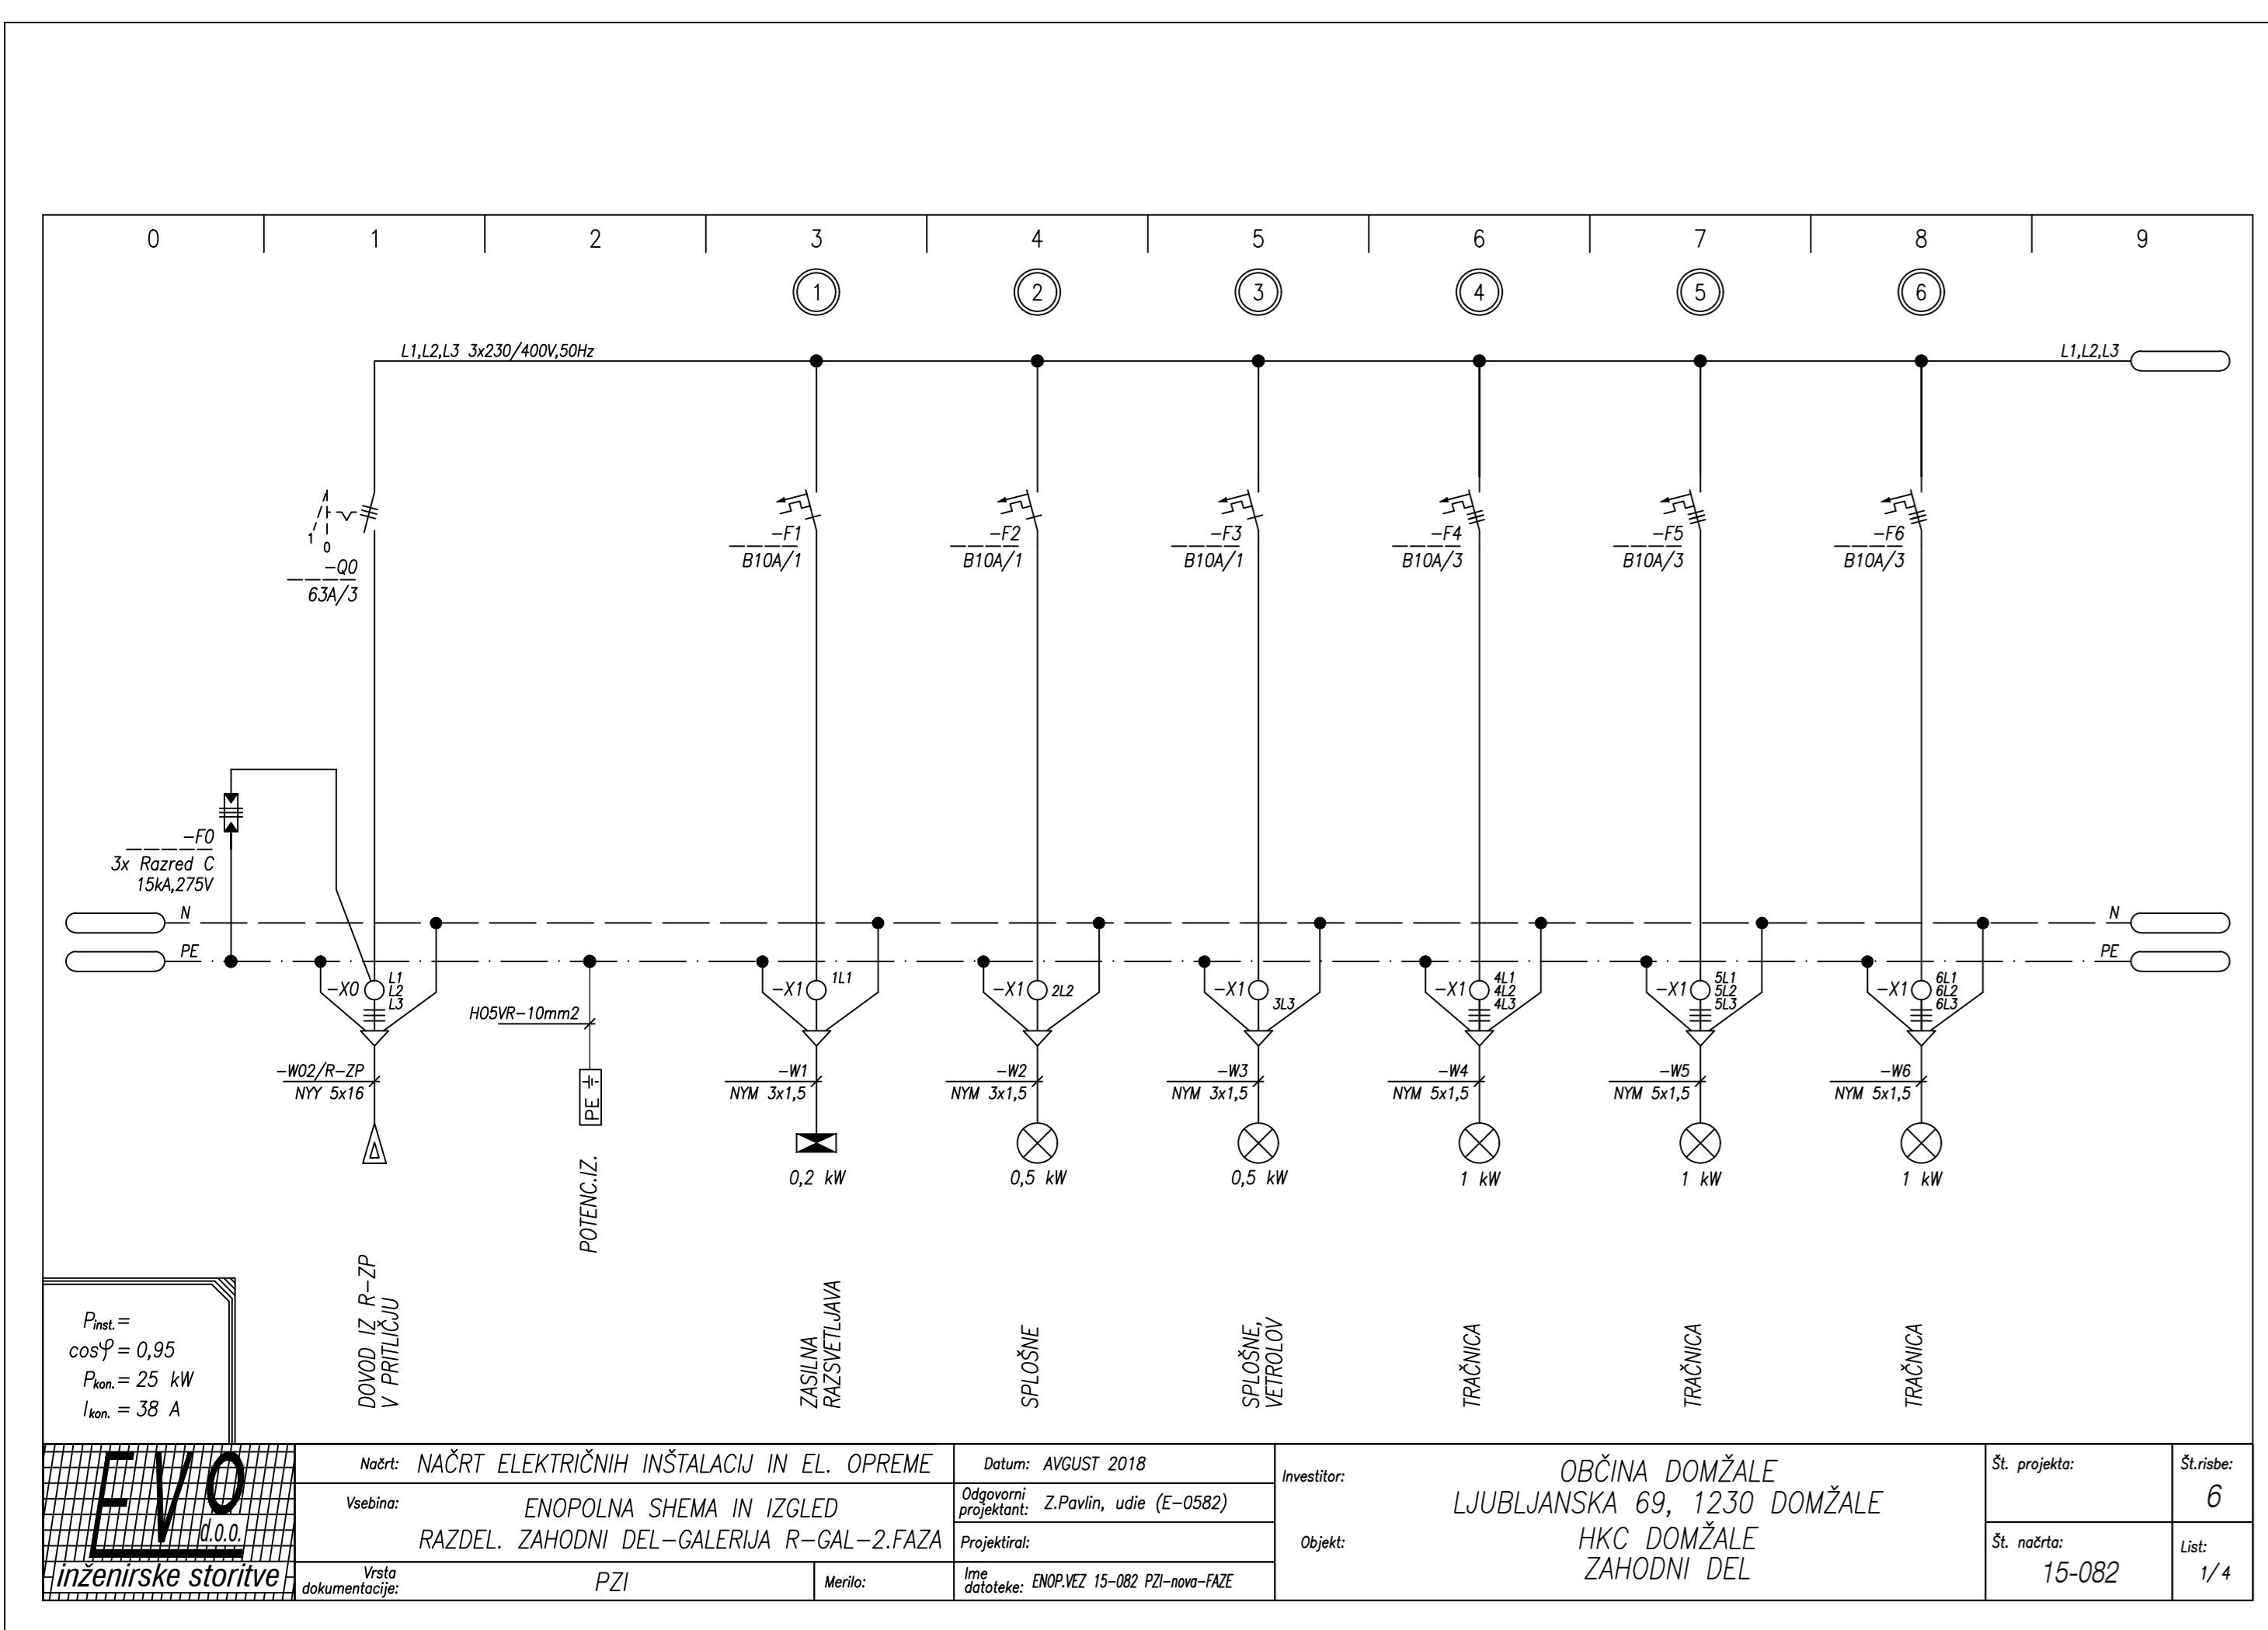 0 1 2 3 4 5 6 7 8 9
1 2 3 4 5 6
L1,L2,L3 3x230/400V,50Hz
L1,L2,L3
1
0
-Q0
63A/3
-F1
B10A/1
-F2
B10A/1
-F3
B10A/1
-F4
B10A/3
-F5
B10A/3
-F6
B10A/3
-F0
3x Razred C
15kA,275V
N
N
PE
PE
-X0
L1
L2
L3
-X1
1L1
-X1
2L2
-X1
3L3
-X1
4L1
4L2
4L3
-X1
5L1
5L2
5L3
-X1
6L1
6L2
6L3
H05VR-10mm2
-W02/R-ZP
NYY 5x16
PE
-W1
NYM 3x1,5
-W2
NYM 3x1,5
-W3
NYM 3x1,5
-W4
NYM 5x1,5
-W5
NYM 5x1,5
-W6
NYM 5x1,5
0,2 kW
0,5 kW
0,5 kW
1 kW
1 kW
1 kW
DOVOD IZ R-ZP
V PRITLIČJU
POTENC.IZ.
ZASILNA
RAZSVETLJAVA
SPLOŠNE
SPLOŠNE,
VETROLOV
TRAČNICA
TRAČNICA
TRAČNICA
Pinst.=
cosφ= 0,95
Pkon.= 25 kW
Ikon. = 38 A
EVO
d.o.o.
inženirske storitve
Načrt: NAČRT ELEKTRIČNIH INŠTALACIJ IN EL. OPREME
Vsebina: ENOPOLNA SHEMA IN IZGLED
RAZDEL. ZAHODNI DEL-GALERIJA R-GAL-2.FAZA
Vrsta
dokumentacije: PZI
Merilo:
Datum: AVGUST 2018
Odgovorni
projektant: Z.Pavlin, udie (E-0582)
Projektiral:
Ime
datoteke: ENOP.VEZ 15-082 PZI-nova-FAZE
Investitor: OBČINA DOMŽALE
LJUBLJANSKA 69, 1230 DOMŽALE
Objekt: HKC DOMŽALE
ZAHODNI DEL
Št. projekta:
Št. načrta:
15-082
Št.risbe:
6
List:
1/4